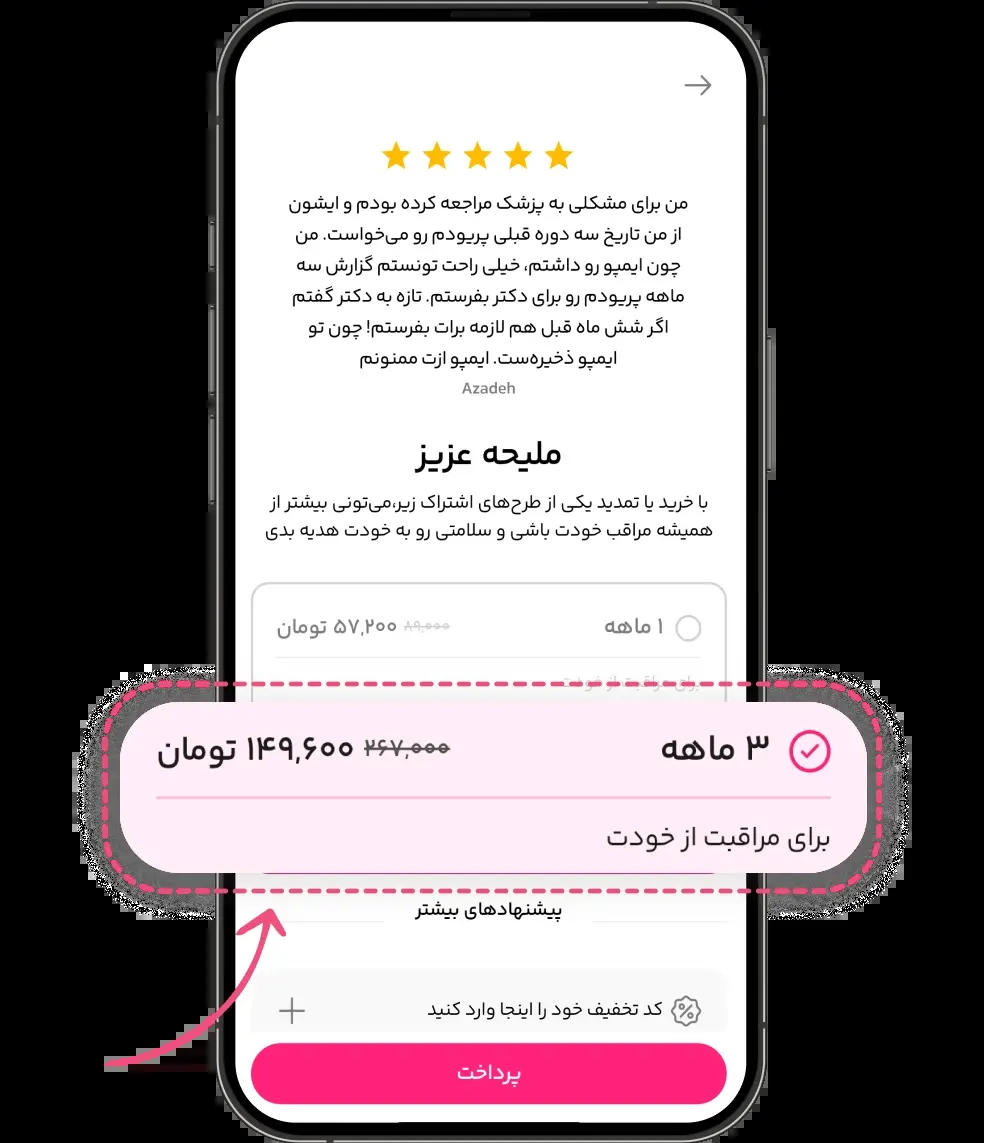 من برای مشکلی به پزشک مراجعه کرده بودم و ایشون
از من تاریخ سه دوره قبلی پریودم رو می‌خواست. من
چون ایمپو رو داشتم، خیلی راحت تونستم گزارش سه
ماهه پریودم رو برای دکتر بفرستم. تازه به دکتر گفتم
اگر شش ماه قبل هم لازمه برات بفرستم! چون تو
ایمپو ذخیره‌ست. ایمپو ازت ممنونم
Azadeh
ملیحه عزیز
با خرید یا تمدید یکی از طرح‌های اشتراک زیر،می‌تونی بیشتر از
همیشه مراقب خودت باشی و سلامتی رو به خودت هدیه بدی
۱ ماهه ۸۹,۰۰۰ ۵۷,۲۰۰ تومان
برای مراقبت از خودت
۳ ماهه ۲۶۷,۰۰۰ ۱۴۹,۶۰۰ تومان
برای مراقبت از خودت
پیشنهادهای بیشتر
کد تخفیف خود را اینجا وارد کنید
پرداخت